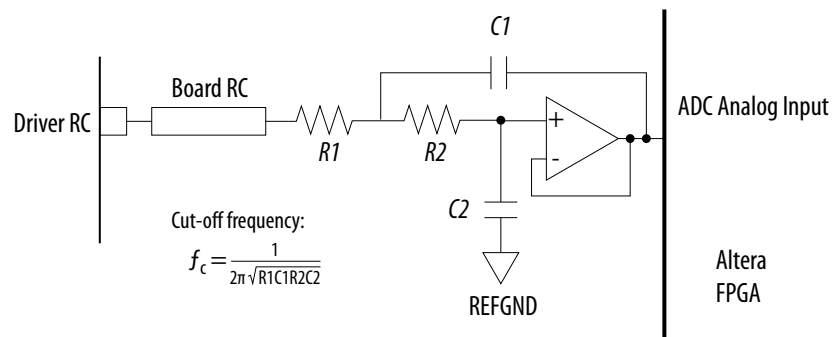 C1
Board RC
Driver RC
ADC Analog Input
+
R1
R2
-
C2
Cut-off frequency:
f_c = 1 / 2π √R1C1R2C2
REFGND
Altera
FPGA